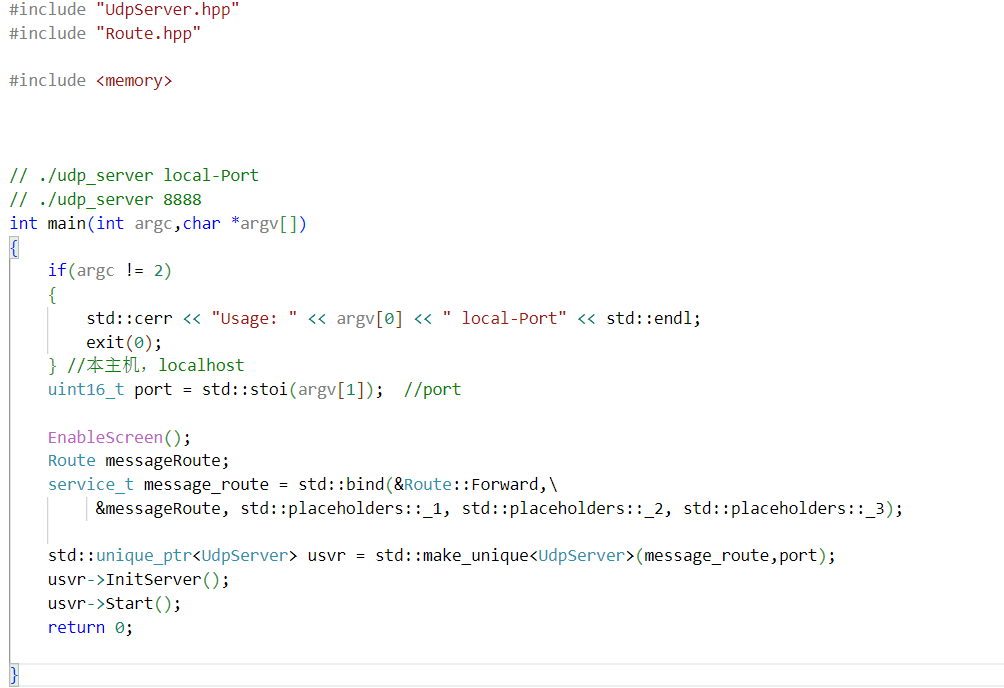 #include "UdpServer.hpp"
#include "Route.hpp"
#include <memory>
// ./udp_server local-Port
// ./udp_server 8888
int main(int argc,char *argv[])
{
    if(argc != 2)
    {
        std::cerr << "Usage: " << argv[0] << " local-Port" << std::endl;
        exit(0);
    } //本主机，localhost
    uint16_t port = std::stoi(argv[1]);  //port
    EnableScreen();
    Route messageRoute;
    service_t message_route = std::bind(&Route::Forward,\
         &messageRoute, std::placeholders::_1, std::placeholders::_2, std::placeholders::_3);
    std::unique_ptr<UdpServer> usvr = std::make_unique<UdpServer>(message_route,port);
    usvr->InitServer();
    usvr->Start();
    return 0;
}